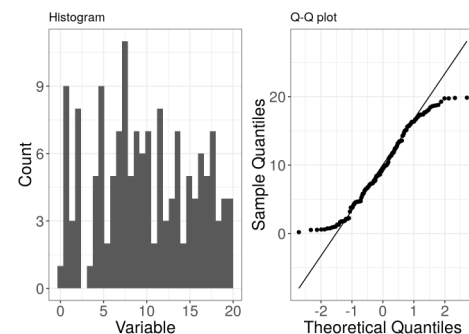 Histogram
Count
9
6
3
0
0
5
10
15
20
Variable
Q-Q plot
Sample Quantiles
20
10
0
-2
-1
0
1
2
Theoretical Quantiles